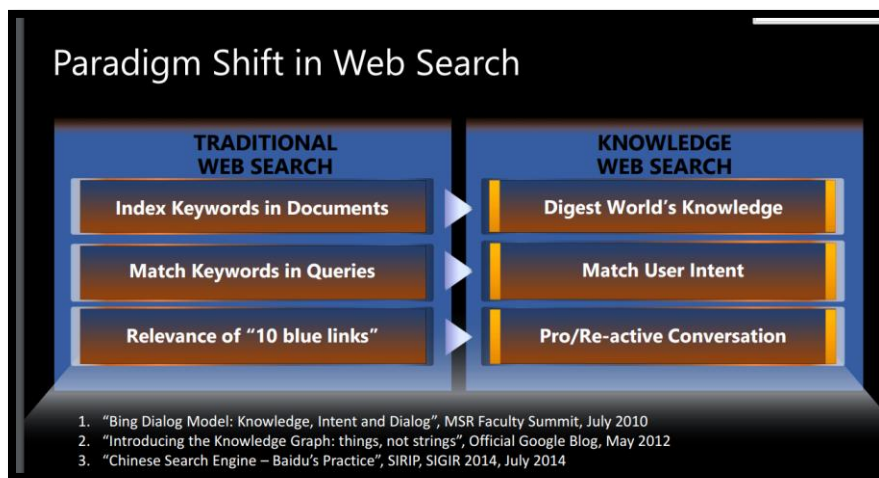 Paradigm Shift in Web Search
TRADITIONAL
WEB SEARCH
Index Keywords in Documents
Match Keywords in Queries
Relevance of “10 blue links”
KNOWLEDGE
WEB SEARCH
Digest World’s Knowledge
Match User Intent
Pro/Re-active Conversation
1. “Bing Dialog Model: Knowledge, Intent and Dialog”, MSR Faculty Summit, July 2010
2. “Introducing the Knowledge Graph: things, not strings”, Official Google Blog, May 2012
3. “Chinese Search Engine – Baidu’s Practice”, SIRIP, SIGIR 2014, July 2014